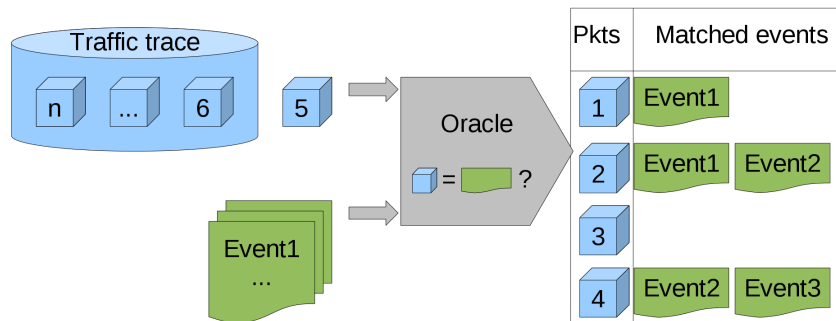 Traffic trace
n
...
6
5
Event1
...
Oracle
= ?
Pkts Matched events
1 Event1
2 Event1 Event2
3
4 Event2 Event3